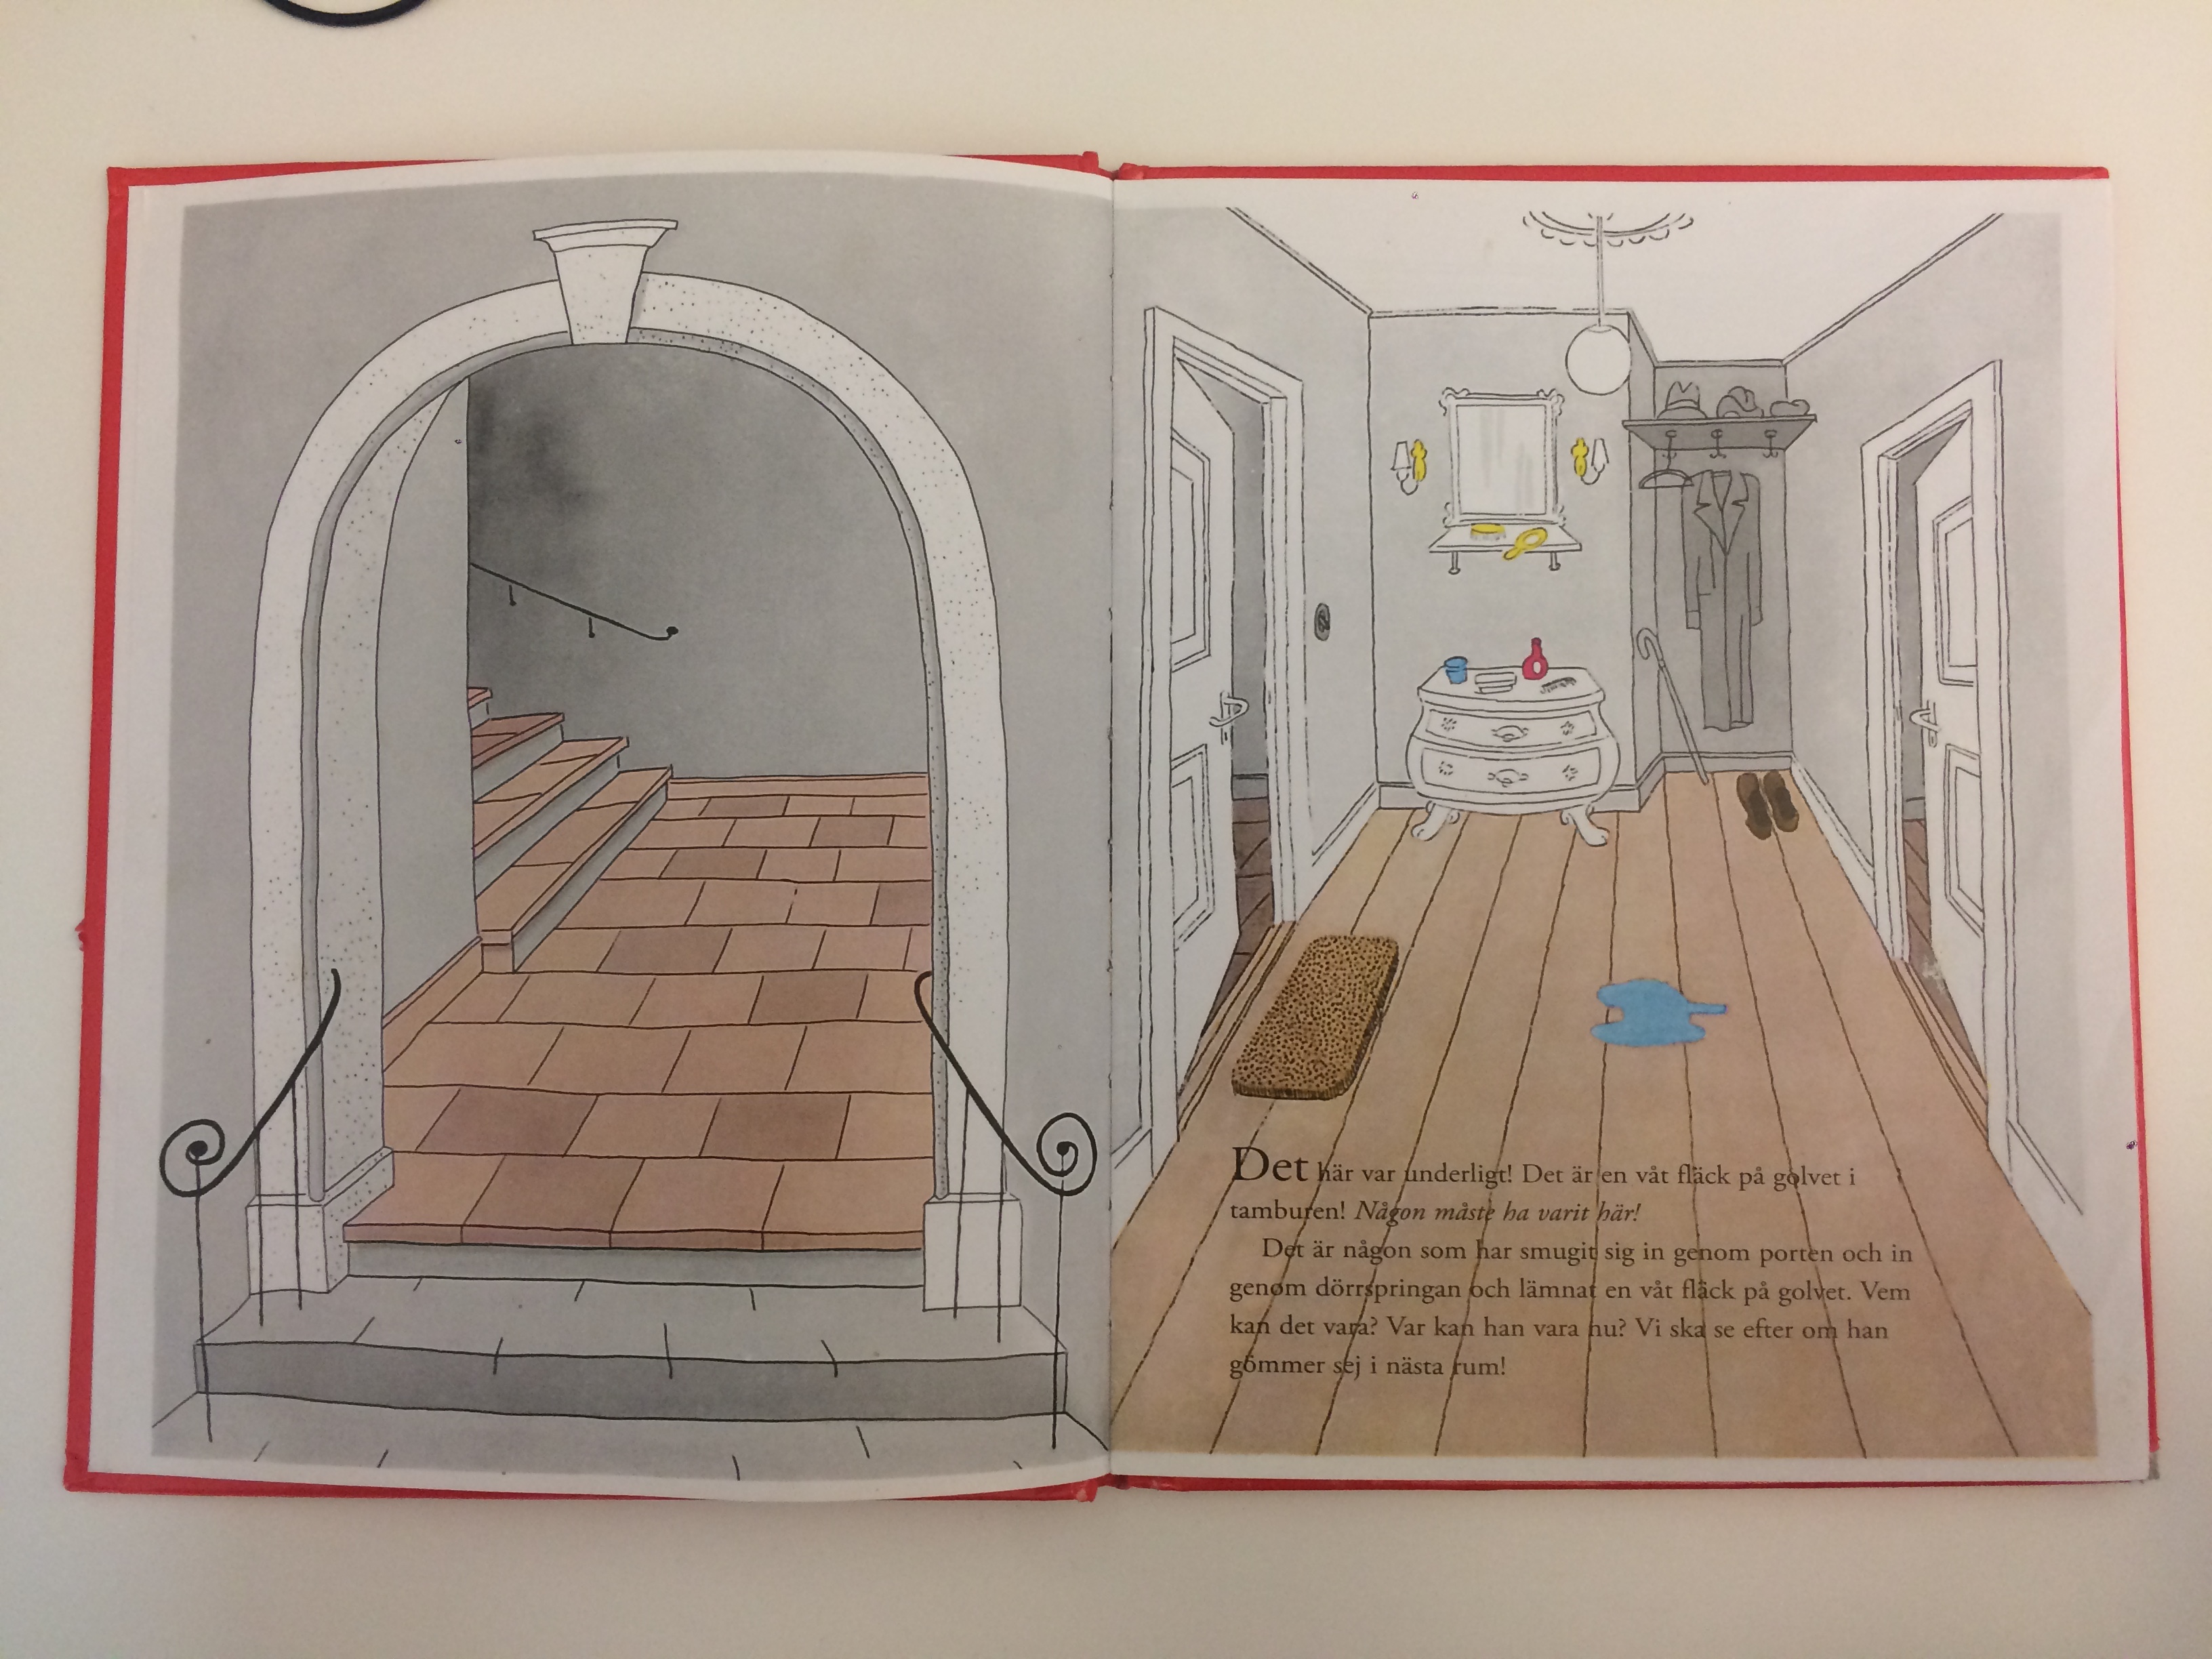 Det här var underligt! Det är en våt fläck på golvet i
tamburen! Någon måste ha varit här!
Det är någon som har smugit sig in genom porten och in
genom dörrspringan och lämnat en våt fläck på golvet. Vem
kan det vara? Var kan han vara nu? Vi ska se efter om han
gömmer sej i nästa rum!